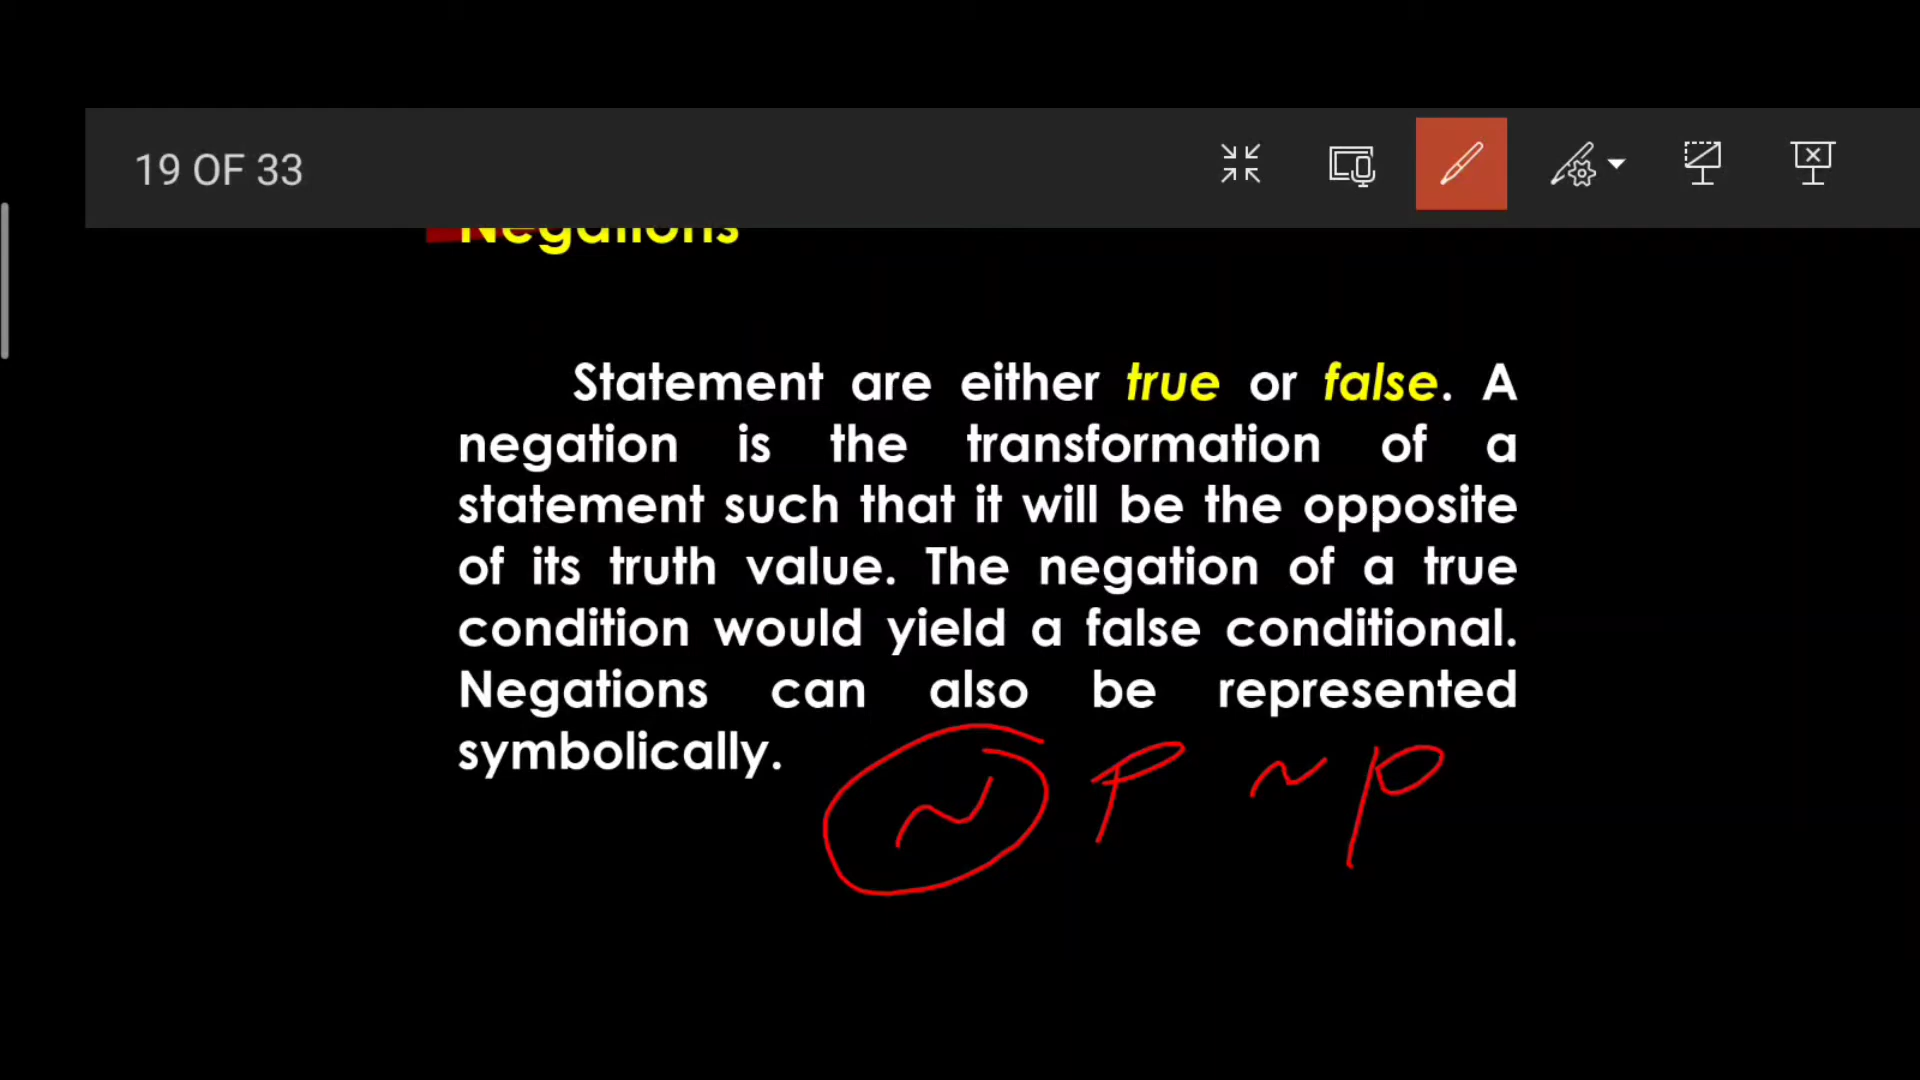 19 OF 33
Negations
Statement are either true or false. A
negation is the transformation of a
statement such that it will be the opposite
of its truth value. The negation of a true
condition would yield a false conditional.
Negations can also be represented
symbolically.
~ P ~ p